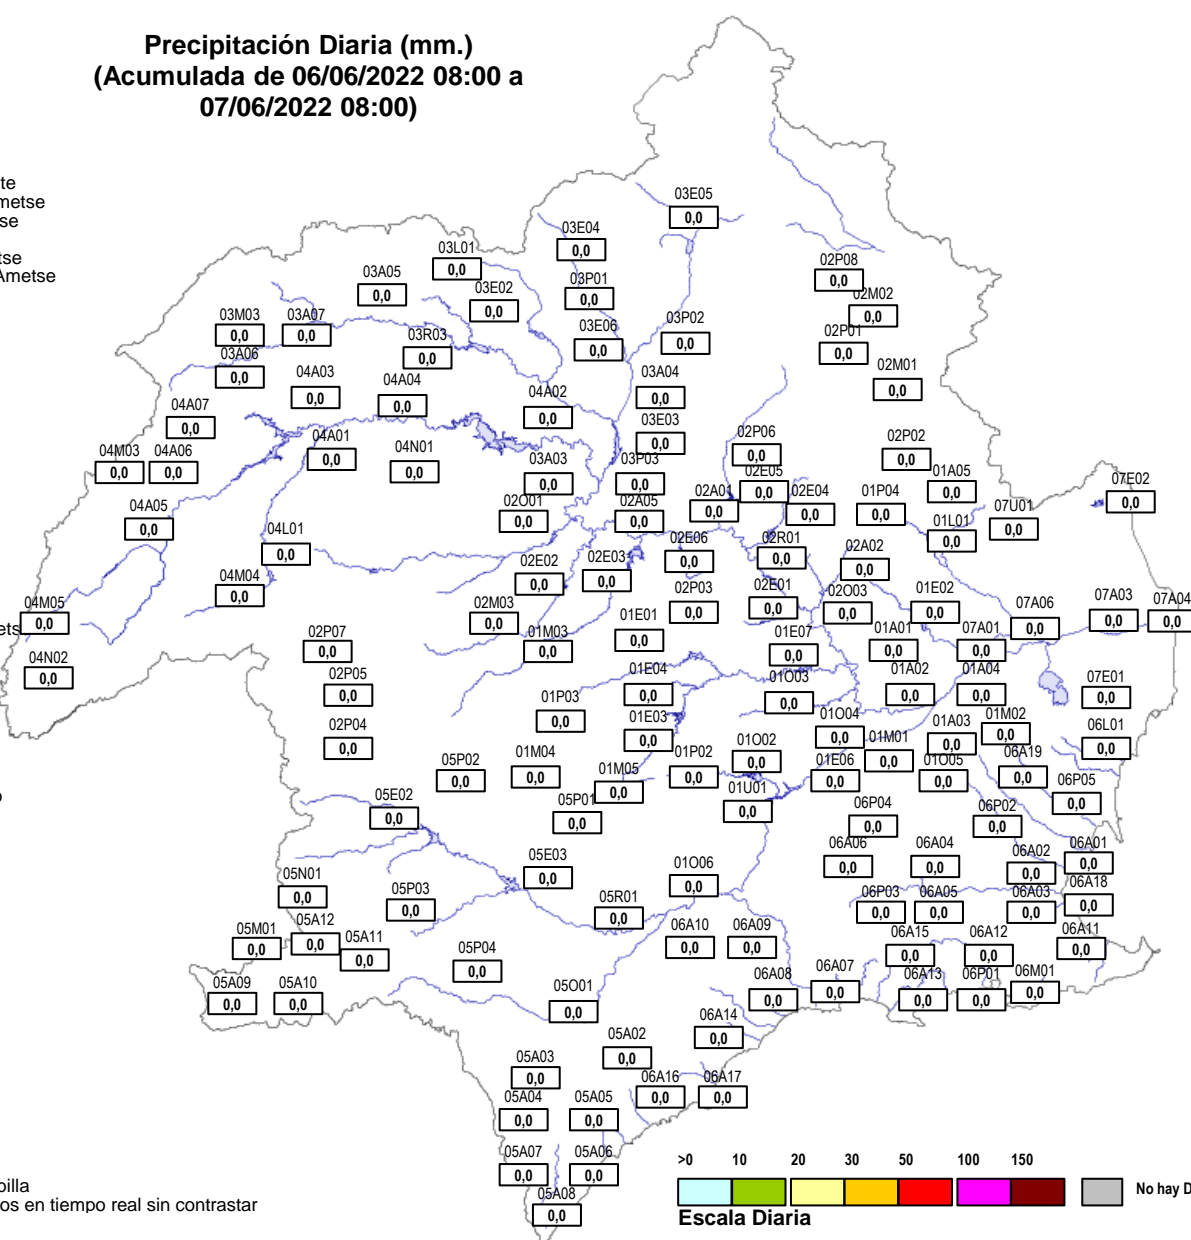 Precipitación Diaria (mm.)
(Acumulada de 06/06/2022 08:00 a
07/06/2022 08:00)
te
metse
se
tse
Ametse
03E05
0,0
03E04
0,0
03L01
0,0
02P08
0,0
03A05
0,0
03P01
0,0
03E02
0,0
02M02
0,0
03M03
0,0
03A07
0,0
03P02
0,0
03E06
0,0
02P01
0,0
03R03
0,0
03A06
0,0
04A03
0,0
04A04
0,0
03A04
0,0
02M01
0,0
04A02
0,0
04A07
0,0
03E03
0,0
04A01
0,0
04N01
0,0
02P06
0,0
02P02
0,0
04M03
0,0
04A06
0,0
03A03
0,0
03P03
0,0
02E05
0,0
01A05
0,0
07E02
0,0
02O01
0,0
02A05
0,0
02A01
0,0
02E04
0,0
01P04
0,0
04A05
0,0
07U01
0,0
01L01
0,0
04L01
0,0
02E06
0,0
02R01
0,0
02A02
0,0
02E02
0,0
02E03
0,0
04M04
0,0
02P03
0,0
02E01
0,0
02O03
0,0
01E02
0,0
04M05
0,0
02M03
0,0
07A06
0,0
07A03
0,0
07A04
0,0
ets
01E01
0,0
01M03
0,0
02P07
0,0
01E07
0,0
01A01
0,0
07A01
0,0
04N02
0,0
02P05
0,0
01E04
0,0
01O03
0,0
01A02
0,0
01A04
0,0
07E01
0,0
01P03
0,0
02P04
0,0
01E03
0,0
01O04
0,0
01A03
0,0
01M02
0,0
06L01
0,0
05P02
0,0
01M04
0,0
01M05
0,0
01P02
0,0
01O02
0,0
01M01
0,0
01E06
0,0
01O05
0,0
06A19
0,0
06P05
0,0
o
05E02
0,0
05P01
0,0
01U01
0,0
06P04
0,0
06P02
0,0
05E03
0,0
01O06
0,0
06A06
0,0
06A04
0,0
06A02
0,0
06A01
0,0
05N01
0,0
05P03
0,0
05R01
0,0
06P03
0,0
06A05
0,0
06A03
0,0
06A18
0,0
05M01
0,0
05A12
0,0
05A11
0,0
05P04
0,0
06A10
0,0
06A09
0,0
06A15
0,0
06A12
0,0
06A11
0,0
05A09
0,0
05A10
0,0
05O01
0,0
06A08
0,0
06A07
0,0
06A13
0,0
06P01
0,0
06M01
0,0
06A14
0,0
05A02
0,0
05A03
0,0
06A16
0,0
06A17
0,0
05A04
0,0
05A05
0,0
05A07
0,0
05A06
0,0
05A08
0,0
>0 10 20 30 50 100 150
No hay D
Escala Diaria
oilla
os en tiempo real sin contrastar